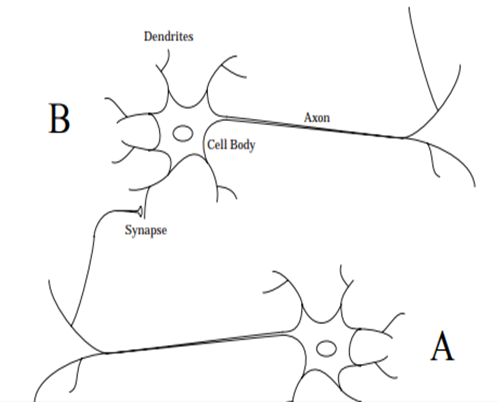 Dendrites
B
Axon
Cell Body
Synapse
A